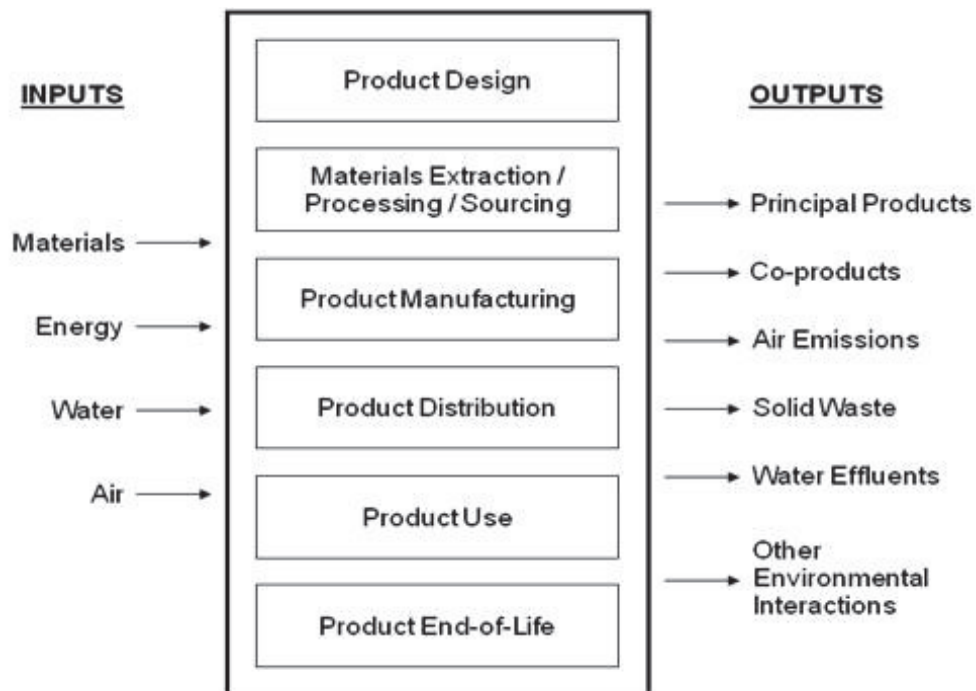 INPUTS
Materials
Energy
Water
Air
Product Design
Materials Extraction /
Processing / Sourcing
Product Manufacturing
Product Distribution
Product Use
Product End-of-Life
OUTPUTS
Principal Products
Co-products
Air Emissions
Solid Waste
Water Effluents
Other
Environmental
Interactions